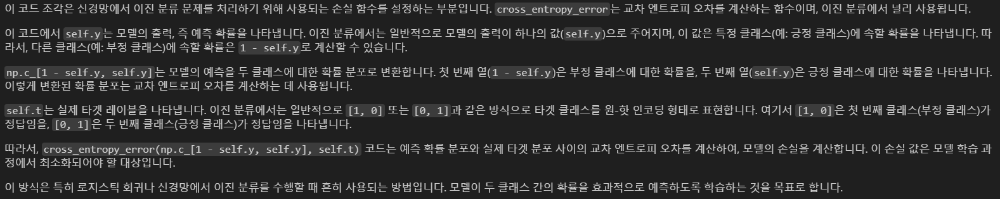 이 코드 조각은 신경망에서 이진 분류 문제를 처리하기 위해 사용되는 손실 함수를 설정하는 부분입니다. cross_entropy_error는 교차 엔트로피 오차를 계산하는 함수이며, 이진 분류에서 널리 사용됩니다.
이 코드에서 self.y는 모델의 출력, 즉 예측 확률을 나타냅니다. 이진 분류에서는 일반적으로 모델의 출력이 하나의 값(self.y)으로 주어지며, 이 값은 특정 클래스(예: 긍정 클래스)에 속할 확률을 나타냅니다. 따
라서, 다른 클래스(예: 부정 클래스)에 속할 확률은 1 - self.y로 계산할 수 있습니다.
np.c_[1 - self.y, self.y]는 모델의 예측을 두 클래스에 대한 확률 분포로 변환합니다. 첫 번째 열(1 - self.y)은 부정 클래스에 대한 확률을, 두 번째 열(self.y)은 긍정 클래스에 대한 확률을 나타냅니다.
이렇게 변환된 확률 분포는 교차 엔트로피 오차를 계산하는 데 사용됩니다.
self.t는 실제 타겟 레이블을 나타냅니다. 이진 분류에서는 일반적으로 [1, 0] 또는 [0, 1]과 같은 방식으로 타겟 클래스를 원-핫 인코딩 형태로 표현합니다. 여기서 [1, 0]은 첫 번째 클래스(부정 클래스)가
정답임을, [0, 1]은 두 번째 클래스(긍정 클래스)가 정답임을 나타냅니다.
따라서, cross_entropy_error(np.c_[1 - self.y, self.y], self.t) 코드는 예측 확률 분포와 실제 타겟 분포 사이의 교차 엔트로피 오차를 계산하여, 모델의 손실을 계산합니다. 이 손실 값은 모델 학습 과
정에서 최소화되어야 할 대상입니다.
이 방식은 특히 로지스틱 회귀나 신경망에서 이진 분류를 수행할 때 흔히 사용되는 방법입니다. 모델이 두 클래스 간의 확률을 효과적으로 예측하도록 학습하는 것을 목표로 합니다.